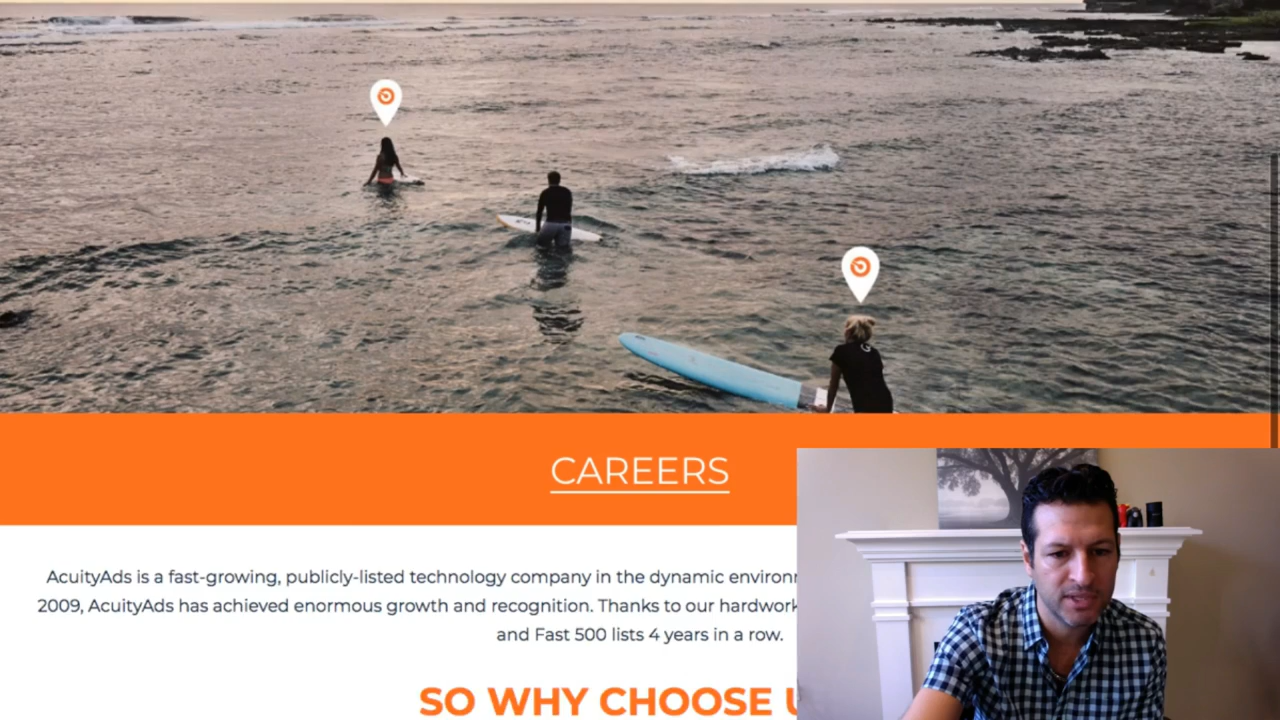 CAREERS
AcuityAds is a fast-growing, publicly-listed technology company in the dynamic
2009, AcuityAds has achieved enormous growth and recognition. Thanks to our
and Fast 500 lists 4 years in a row.
SO WHY CHOOSE